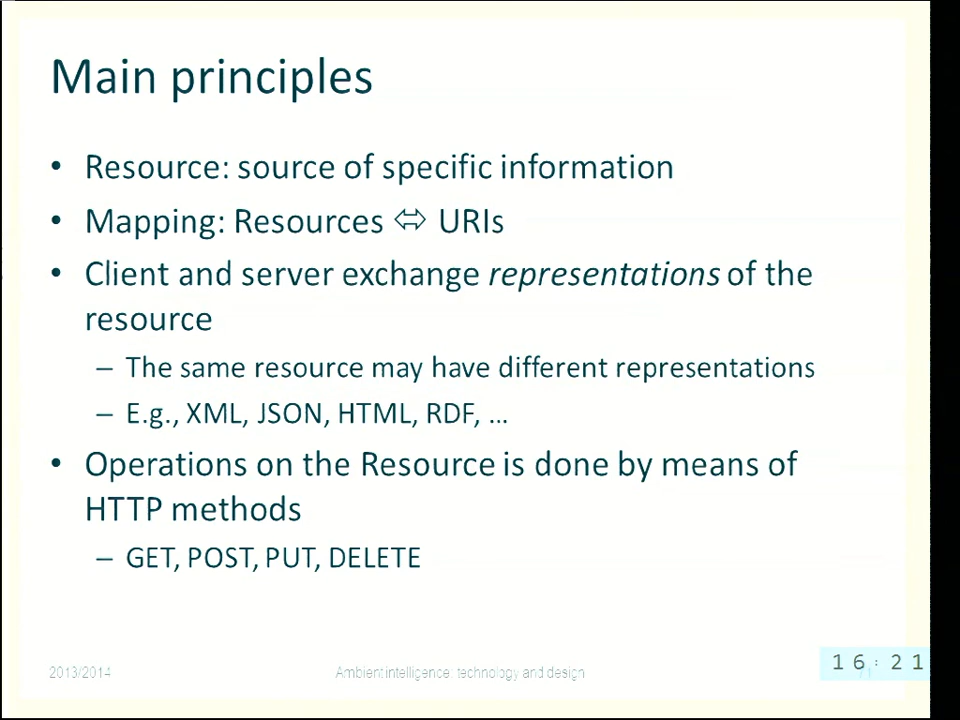 Main principles
• Resource: source of specific information
• Mapping: Resources ⇔ URIs
• Client and server exchange representations of the
resource
– The same resource may have different representations
– E.g., XML, JSON, HTML, RDF, ...
• Operations on the Resource is done by means of
HTTP methods
– GET, POST, PUT, DELETE
2013/2014
Ambient intelligence: technology and design
16:21